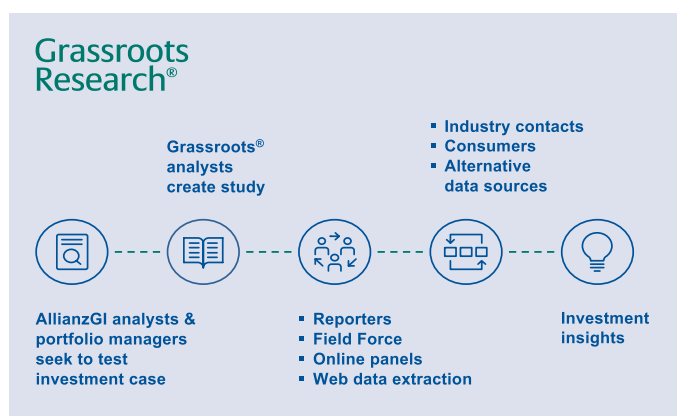 Grassroots
Research®
Grassroots®
analysts
create study
▪ Industry contacts
▪ Consumers
▪ Alternative
data sources
AllianzGI analysts &
portfolio managers
seek to test
investment case
▪ Reporters
▪ Field Force
▪ Online panels
▪ Web data extraction
Investment
insights